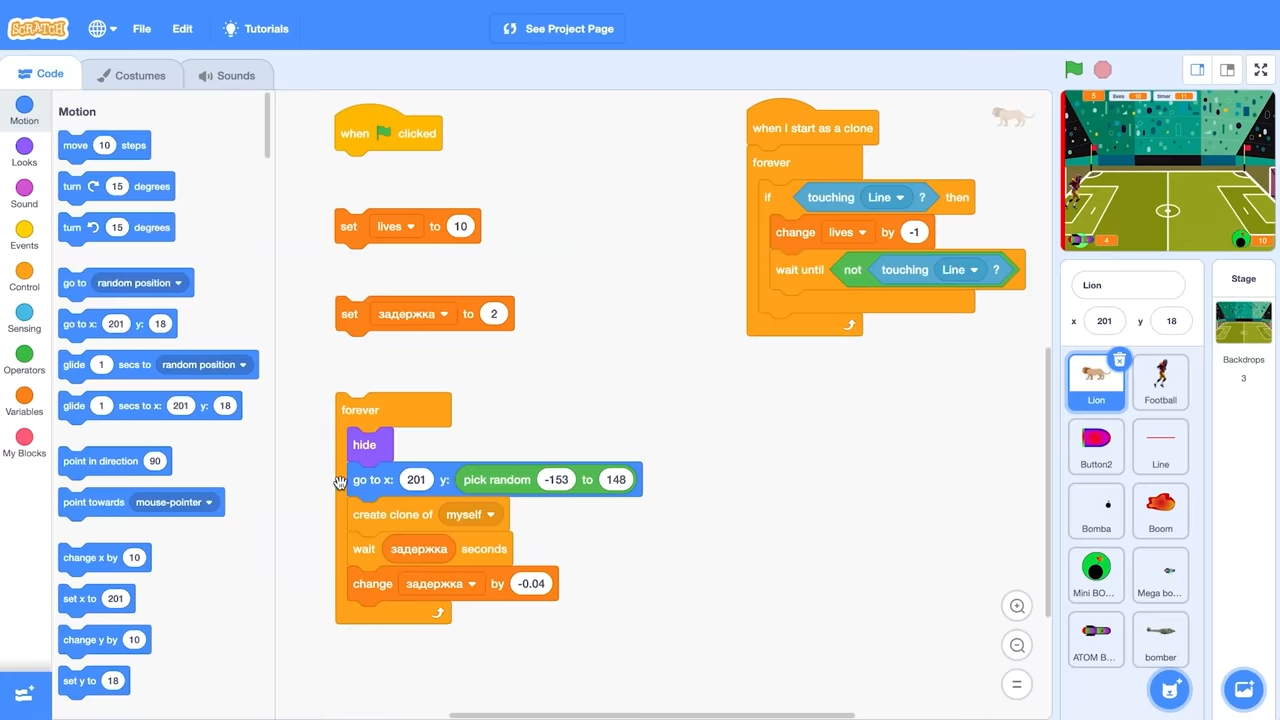 SCRATCH
File
Edit
Tutorials
See Project Page
Code
Costumes
Sounds
Motion
Looks
Sound
Events
Control
Sensing
Operators
Variables
My Blocks
Motion
move 10 steps
turn 15 degrees
turn 15 degrees
go to random position
go to x: 201 y: 18
glide 1 secs to random position
glide 1 secs to x: 201 y: 18
point in direction 90
point towards mouse-pointer
change x by 10
set x to 201
change y by 10
set y to 18
when clicked
set lives to 10
set задержка to 2
forever
hide
go to x: 201 y: pick random -153 to 148
create clone of myself
wait задержка seconds
change задержка by -0.04
when I start as a clone
forever
if touching Line ? then
change lives by -1
wait until not touching Line ?
5 lives 10 timer 11
4
10
Lion
x 201 y 18
Lion
Football
Button2
Line
Bomba
Boom
Mini BO...
Mega bo...
ATOM B...
bomber
Stage
Backdrops
3